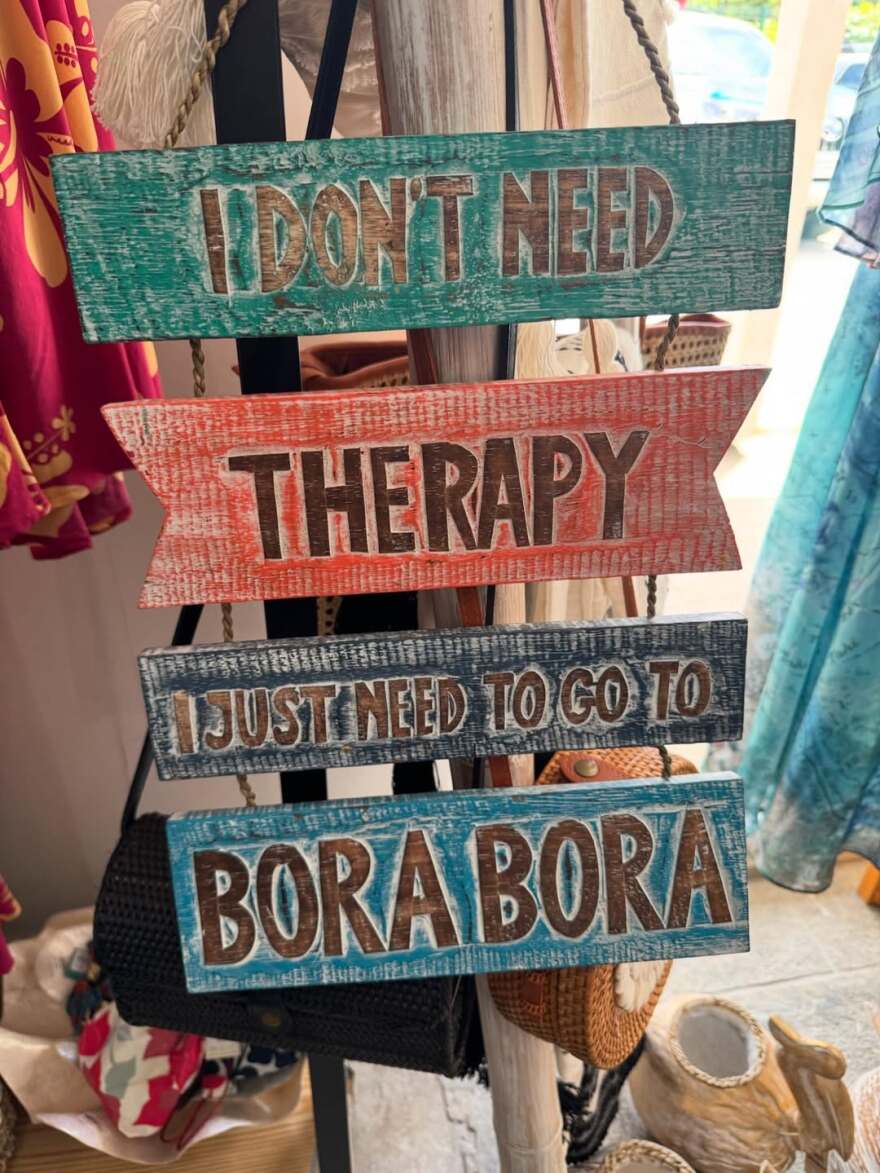 I DON'T NEED
THERAPY
I JUST NEED TO GO TO
BORA BORA